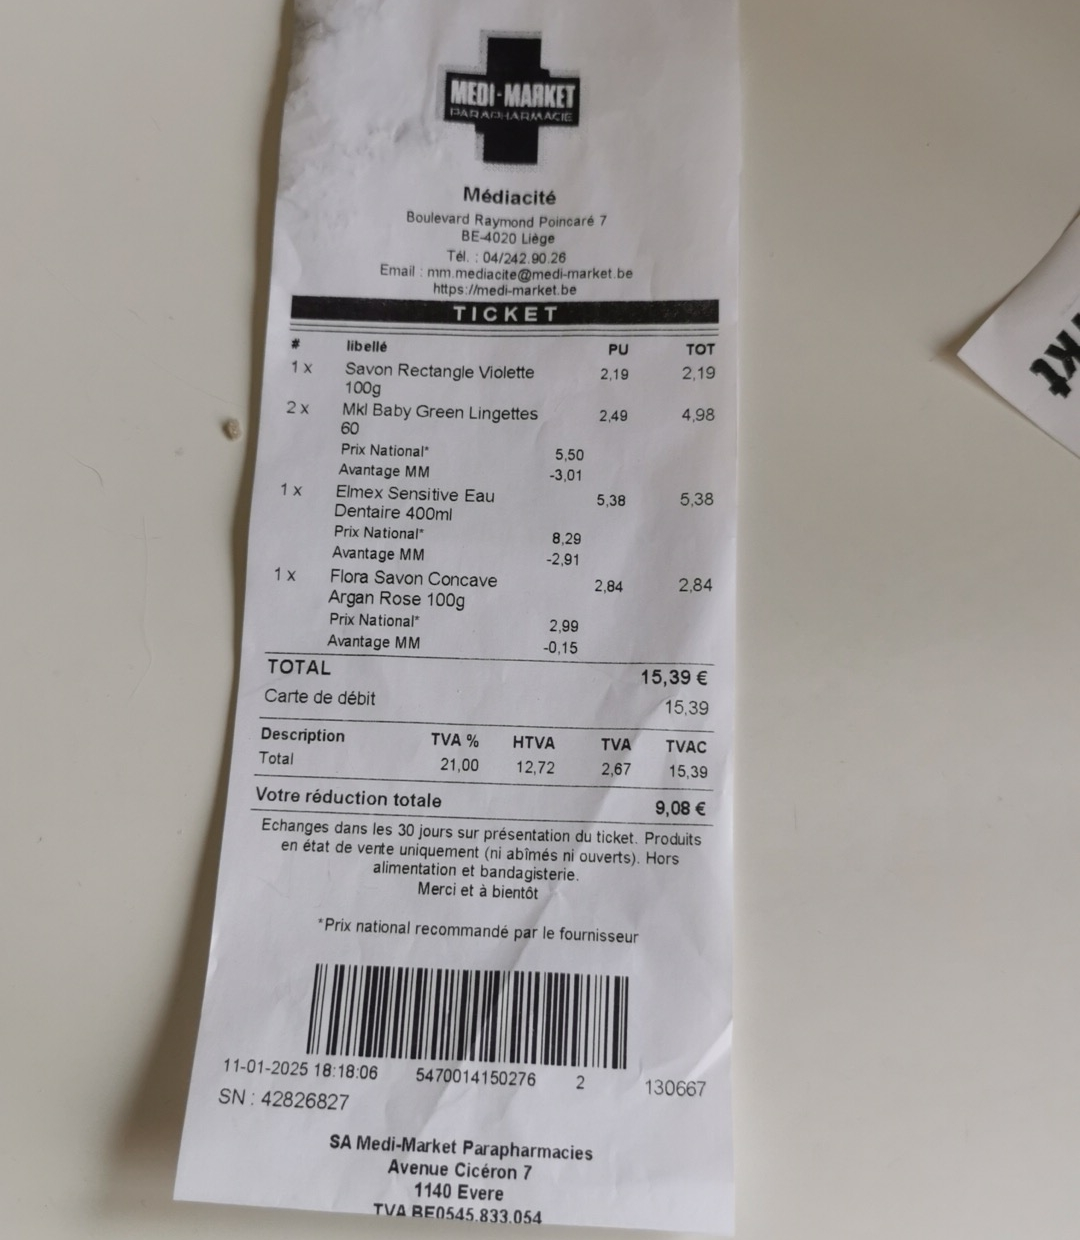 MEDI-MARKET
PARAPHARMACIE
Médiacité
Boulevard Raymond Poincaré 7
BE-4020 Liège
Tél. : 04/242.90.26
Email : mm.mediacite@medi-market.be
https://medi-market.be
TICKET
# libellé PU TOT
1 x Savon Rectangle Violette 2,19 2,19
100g
2 x Mkl Baby Green Lingettes 2,49 4,98
60
Prix National* 5,50
Avantage MM -3,01
1 x Elmex Sensitive Eau 5,38 5,38
Dentaire 400ml
Prix National* 8,29
Avantage MM -2,91
1 x Flora Savon Concave 2,84 2,84
Argan Rose 100g
Prix National* 2,99
Avantage MM -0,15
TOTAL 15,39 €
Carte de débit 15,39
Description TVA % HTVA TVA TVAC
Total 21,00 12,72 2,67 15,39
Votre réduction totale 9,08 €
Echanges dans les 30 jours sur présentation du ticket. Produits
en état de vente uniquement (ni abîmés ni ouverts). Hors
alimentation et bandagisterie.
Merci et à bientôt
*Prix national recommandé par le fournisseur
11-01-2025 18:18:06 5470014150276 2 130667
SN : 42826827
SA Medi-Market Parapharmacies
Avenue Cicéron 7
1140 Evere
TVA BE0545.833.054